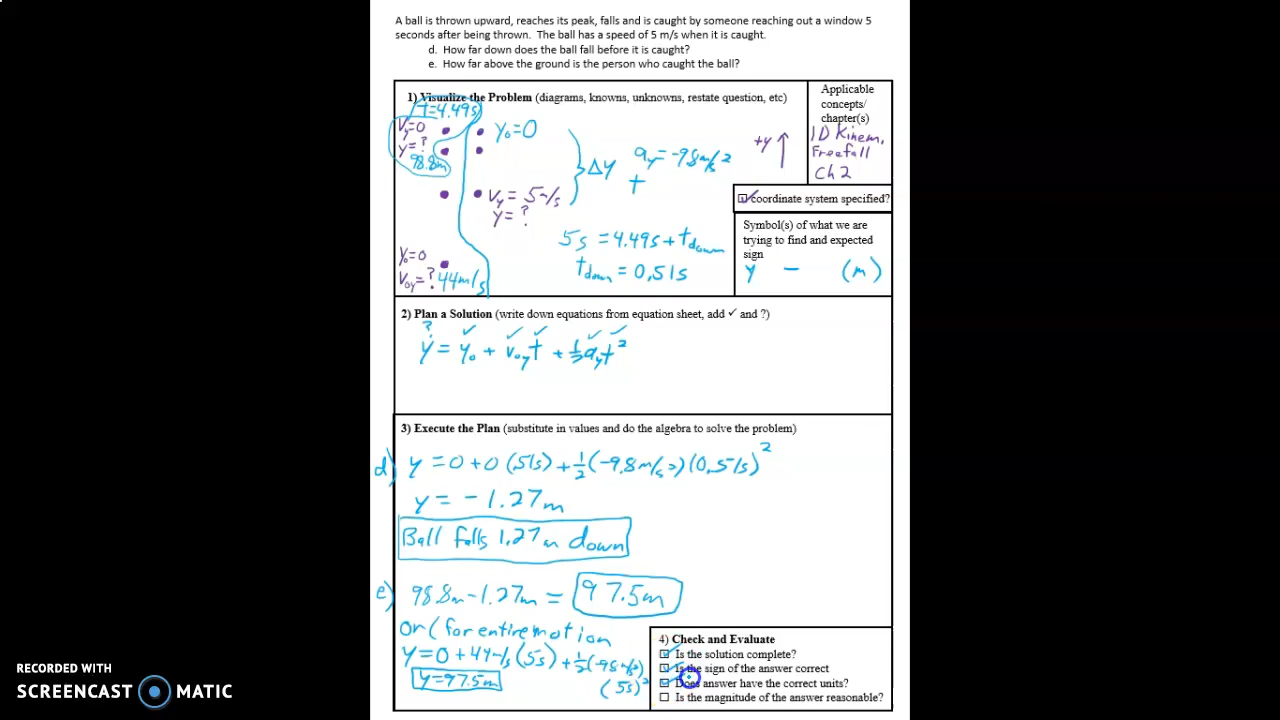 A ball is thrown upward, reaches its peak, falls and is caught by someone reaching out a window 5
seconds after being thrown. The ball has a speed of 5 m/s when it is caught.
d. How far down does the ball fall before it is caught?
e. How far above the ground is the person who caught the ball?
1) Visualize the Problem (diagrams, knowns, unknowns, restate question, etc)
t=4.49s
Vy=0
y=?
98.8m
y₀=0
Δy
ay=-9.8m/s²
t
+y
Vy = 5m/s
y=?
5s = 4.49s + tdown
tdown = 0.51s
y₀=0
Voy=? 44m/s
Applicable
concepts/
chapter(s)
1D Kinem,
Freefall
Ch 2
coordinate system specified?
Symbol(s) of what we are
trying to find and expected
sign
y – (m)
2) Plan a Solution (write down equations from equation sheet, add ✓ and ?)
? ✓ ✓ ✓ ✓ ✓
y = y₀ + voyt + ½ayt²
3) Execute the Plan (substitute in values and do the algebra to solve the problem)
d) y = 0 + 0 (.51s) + ½(-9.8m/s²)(0.51s)²
y = -1.27m
Ball falls 1.27m down
e) 98.8m - 1.27m = 97.5m
or (for entire motion
y = 0 + 44m/s (5s) + ½(-9.8m/s²)
(5s)²
y=97.5m
4) Check and Evaluate
Is the solution complete?
Is the sign of the answer correct
Does answer have the correct units?
Is the magnitude of the answer reasonable?
RECORDED WITH
SCREENCAST MATIC